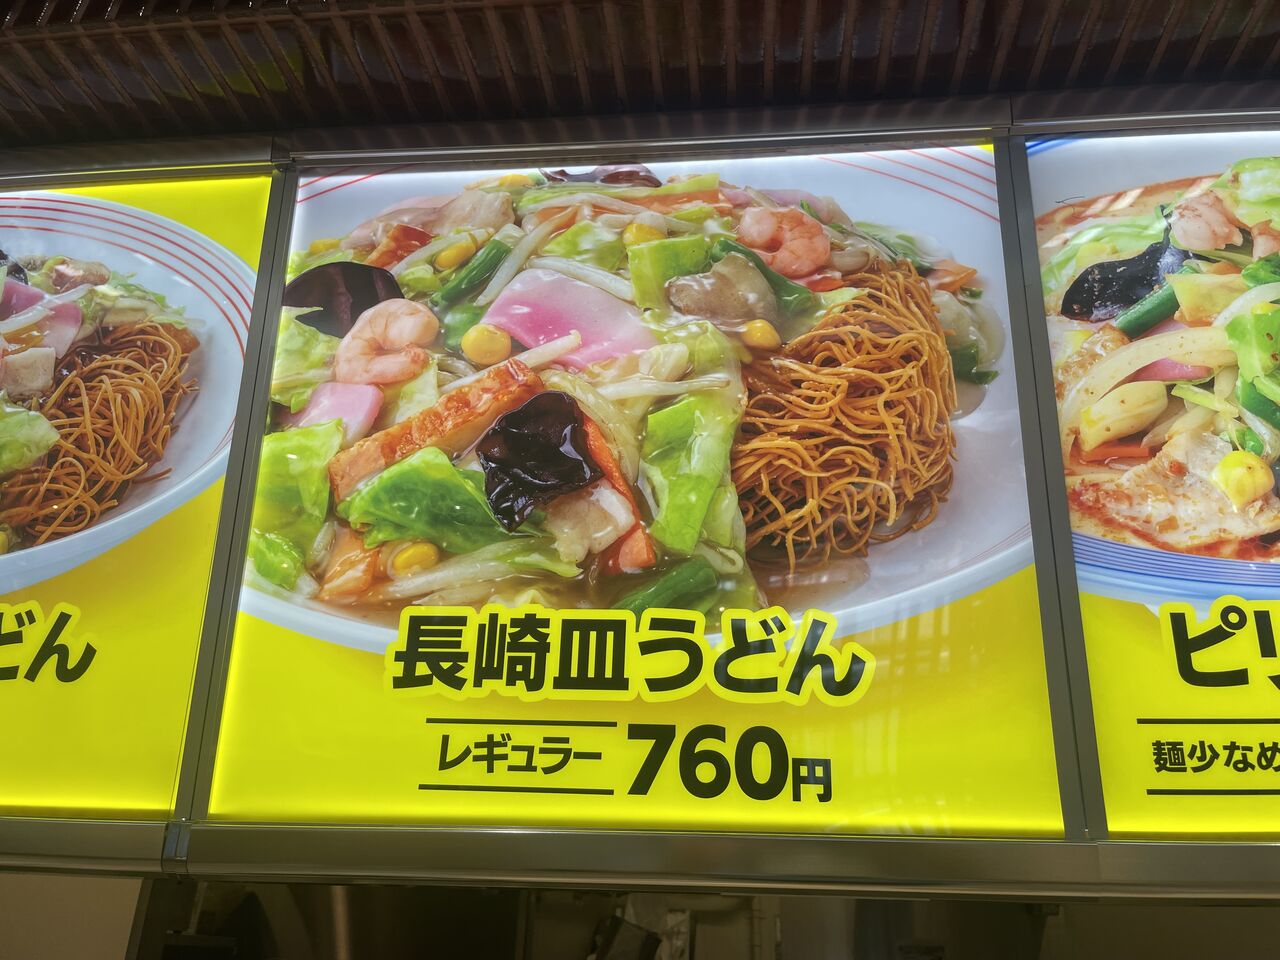 どん
長崎皿うどん
レギュラー 760円
ピリ
麺少なめ